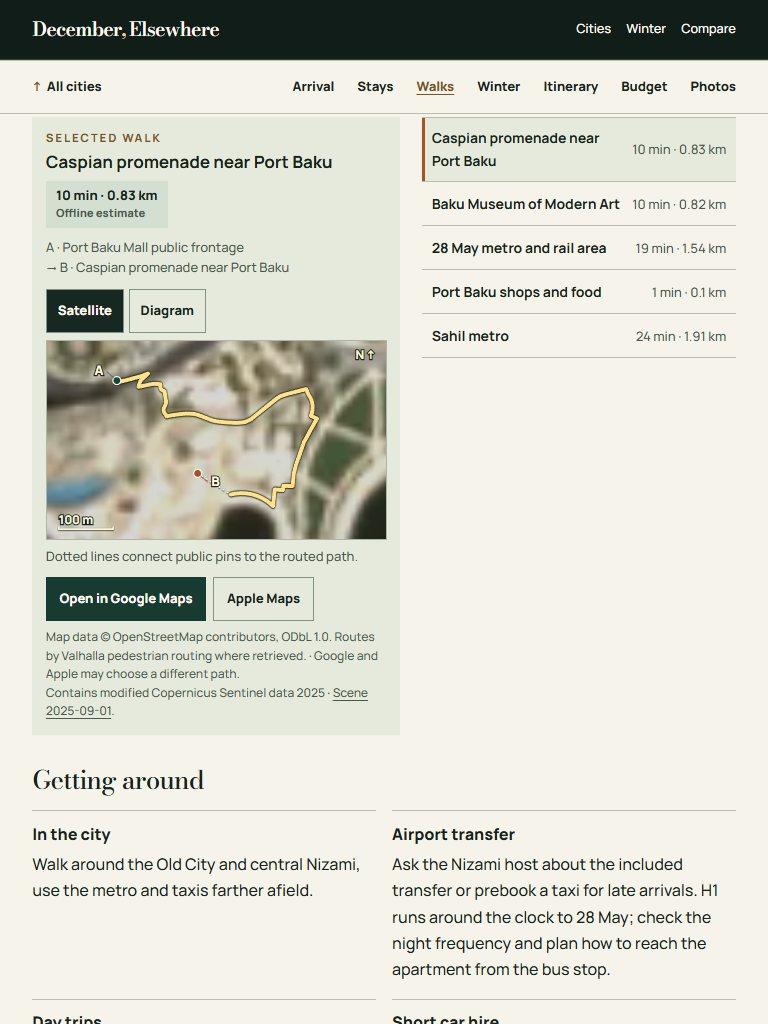 December, Elsewhere
Cities Winter Compare
↑ All cities
Arrival Stays Walks Winter Itinerary Budget Photos
SELECTED WALK
Caspian promenade near Port Baku
10 min · 0.83 km
Offline estimate
A · Port Baku Mall public frontage
→ B · Caspian promenade near Port Baku
Satellite Diagram
N↑
A
B
100 m
Dotted lines connect public pins to the routed path.
Open in Google Maps Apple Maps
Map data © OpenStreetMap contributors, ODbL 1.0. Routes
by Valhalla pedestrian routing where retrieved. · Google and
Apple may choose a different path.
Contains modified Copernicus Sentinel data 2025 · Scene
2025-09-01.
Caspian promenade near
Port Baku
10 min · 0.83 km
Baku Museum of Modern Art 10 min · 0.82 km
28 May metro and rail area 19 min · 1.54 km
Port Baku shops and food 1 min · 0.1 km
Sahil metro 24 min · 1.91 km
Getting around
In the city
Walk around the Old City and central Nizami,
use the metro and taxis farther afield.
Airport transfer
Ask the Nizami host about the included
transfer or prebook a taxi for late arrivals. H1
runs around the clock to 28 May; check the
night frequency and plan how to reach the
apartment from the bus stop.
Day trips
Short car hire